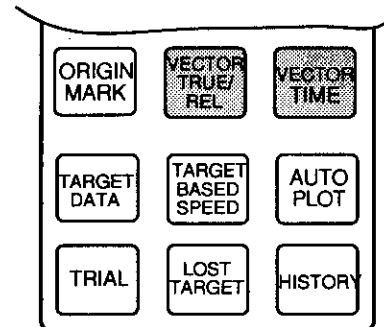 ORIGIN
MARK
VECTOR
TRUE/
REL
VECTOR
TIME
TARGET
DATA
TARGET
BASED
SPEED
AUTO
PLOT
TRIAL
LOST
TARGET
HISTORY